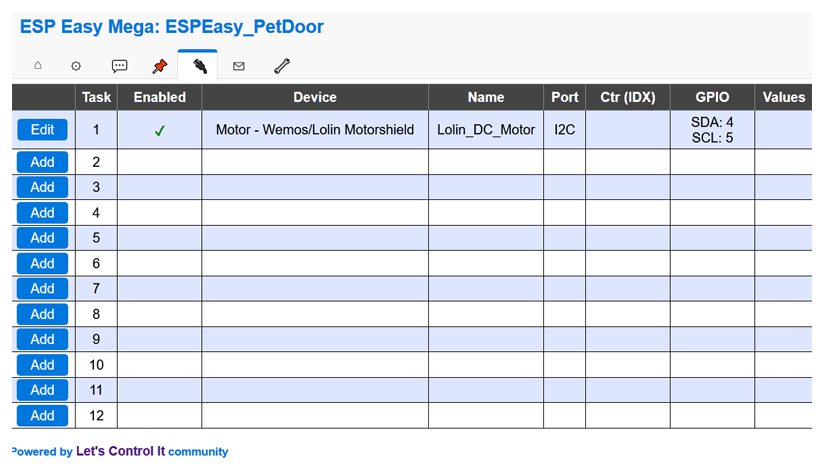 ESP Easy Mega: ESPEasy_PetDoor
Task Enabled Device Name Port Ctr (IDX) GPIO Values
Edit 1 ✓ Motor - Wemos/Lolin Motorshield Lolin_DC_Motor I2C SDA: 4
SCL: 5
Add 2
Add 3
Add 4
Add 5
Add 6
Add 7
Add 8
Add 9
Add 10
Add 11
Add 12
Powered by Let's Control It community